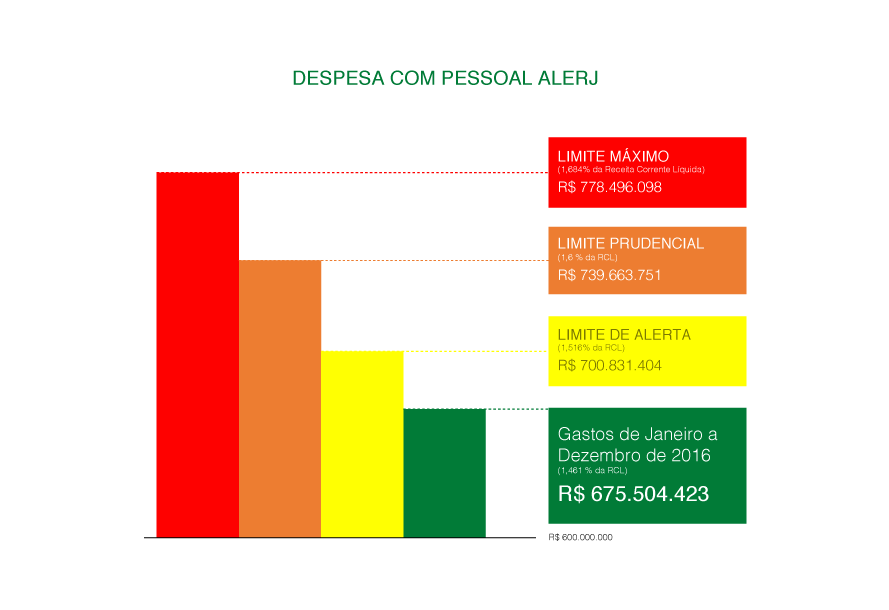 DESPESA COM PESSOAL ALERJ
LIMITE MÁXIMO
(1,684% da Receita Corrente Líquida)
R$ 778.496.098
LIMITE PRUDENCIAL
(1,6 % da RCL)
R$ 739.663.751
LIMITE DE ALERTA
(1,516% da RCL)
R$ 700.831.404
Gastos de Janeiro a
Dezembro de 2016
(1,461 % da RCL)
R$ 675.504.423
R$ 600.000.000